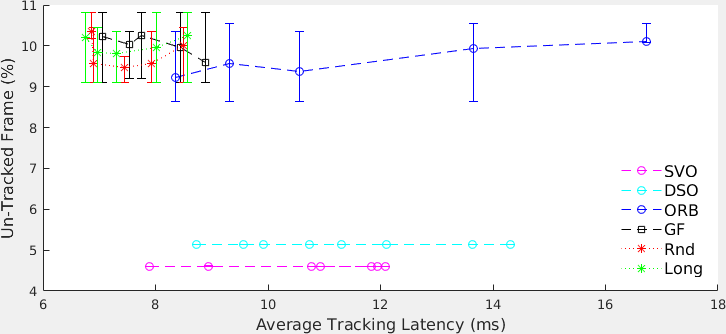 11
10
9
8
7
6
5
4
Un-Tracked Frame (%)
SVO
DSO
ORB
GF
Rnd
Long
6 8 10 12 14 16 18
Average Tracking Latency (ms)